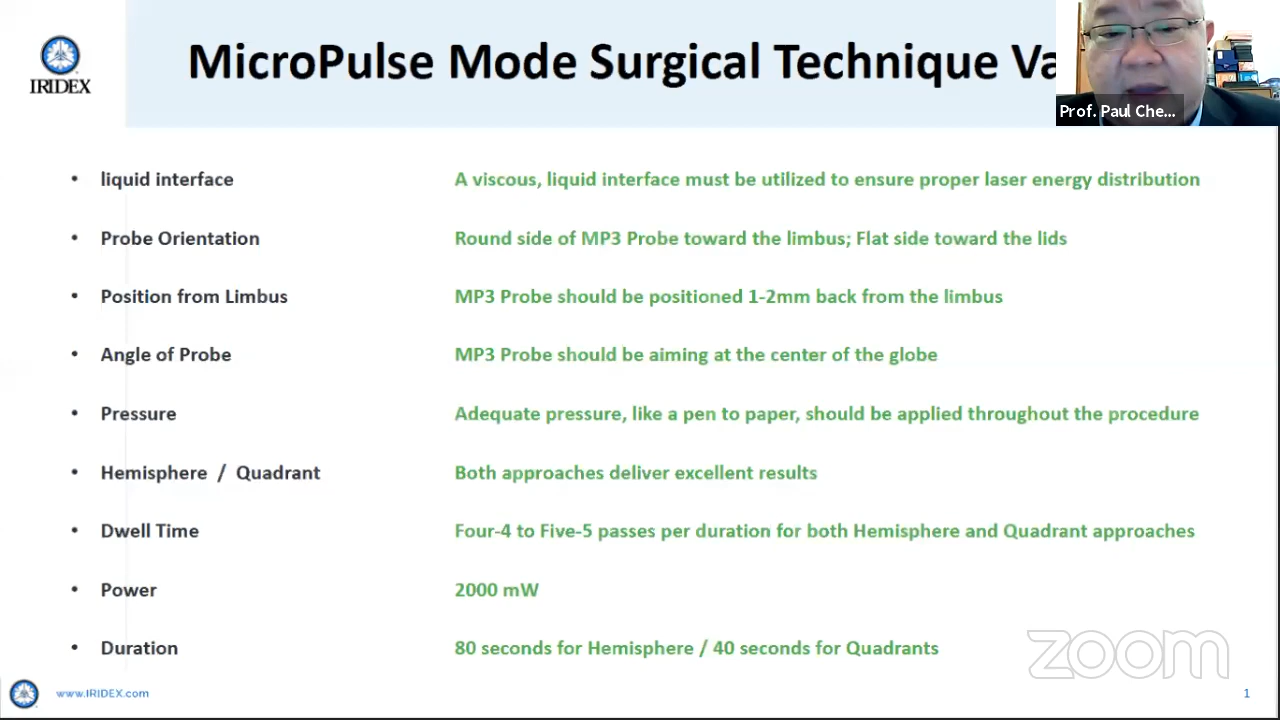 IRIDEX
MicroPulse Mode Surgical Technique Va
Prof. Paul Che...
• liquid interface A viscous, liquid interface must be utilized to ensure proper laser energy distribution
• Probe Orientation Round side of MP3 Probe toward the limbus; Flat side toward the lids
• Position from Limbus MP3 Probe should be positioned 1-2mm back from the limbus
• Angle of Probe MP3 Probe should be aiming at the center of the globe
• Pressure Adequate pressure, like a pen to paper, should be applied throughout the procedure
• Hemisphere / Quadrant Both approaches deliver excellent results
• Dwell Time Four-4 to Five-5 passes per duration for both Hemisphere and Quadrant approaches
• Power 2000 mW
• Duration 80 seconds for Hemisphere / 40 seconds for Quadrants
zoom
www.IRIDEX.com 1